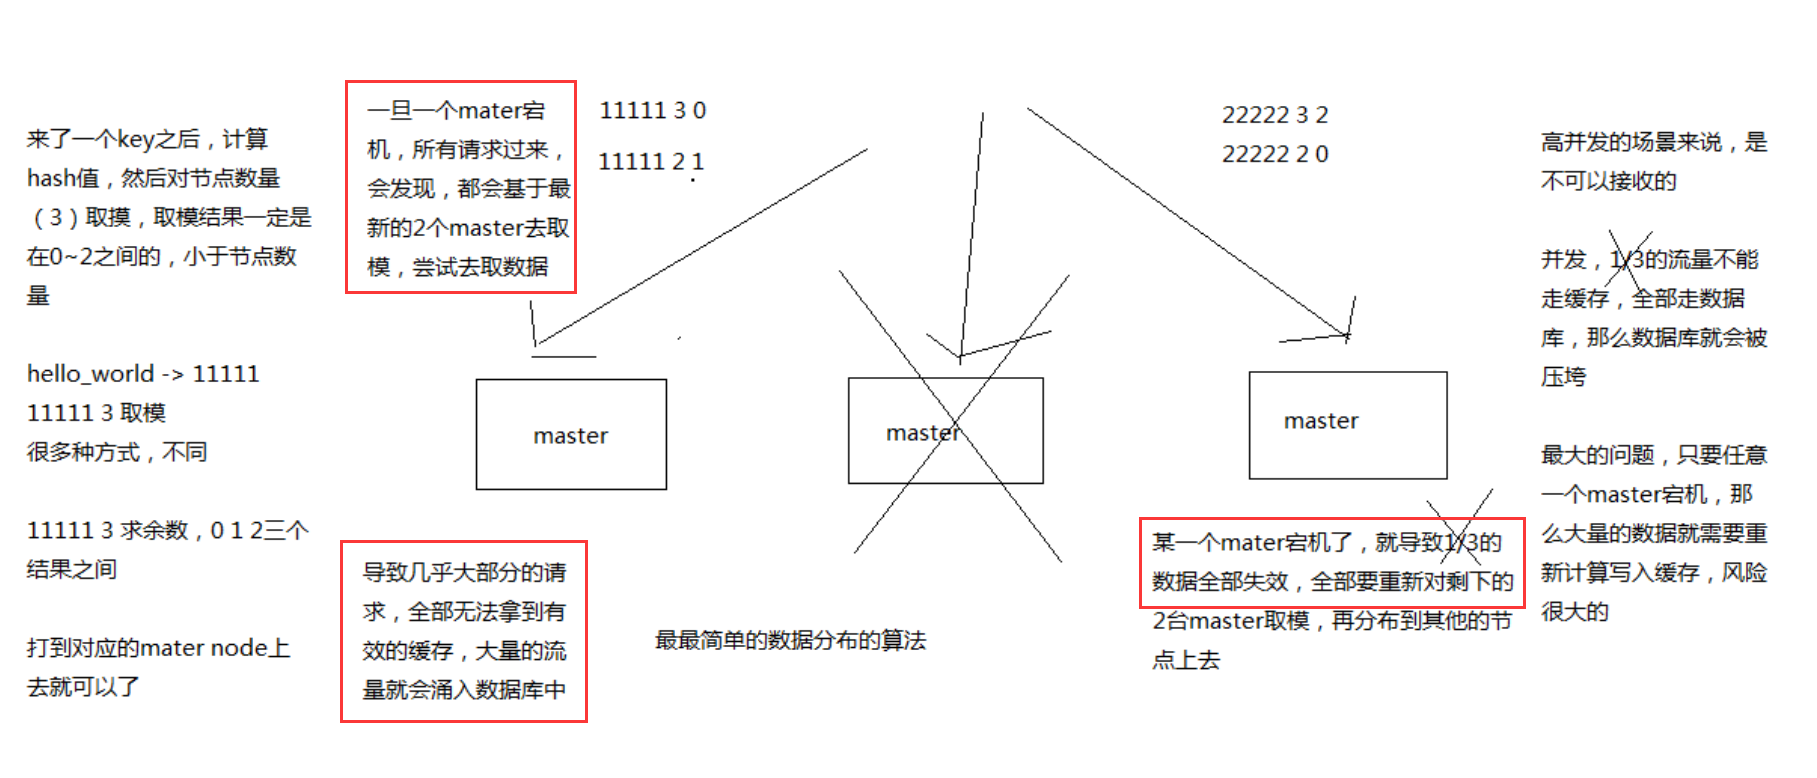 来了一个key之后，计算
hash值，然后对节点数量
（3）取摸，取模结果一定是
在0~2之间的，小于节点数
量
hello_world -> 11111
11111 3 取模
很多种方式，不同
11111 3 求余数，0 1 2三个
结果之间
打到对应的mater node上
去就可以了
一旦一个mater宕
机，所有请求过来，
会发现，都会基于最
新的2个master去取
模，尝试去取数据
11111 3 0
11111 2 1
导致几乎大部分的请
求，全部无法拿到有
效的缓存，大量的流
量就会涌入数据库中
master
master
master
最最简单的数据分布的算法
22222 3 2
22222 2 0
某一个mater宕机了，就导致1/3的
数据全部失效，全部要重新对剩下的
2台master取模，再分布到其他的节
点上去
高并发的场景来说，是
不可以接收的
并发，1/3的流量不能
走缓存，全部走数据
库，那么数据库就会被
压垮
最大的问题，只要任意
一个master宕机，那
么大量的数据就需要重
新计算写入缓存，风险
很大的